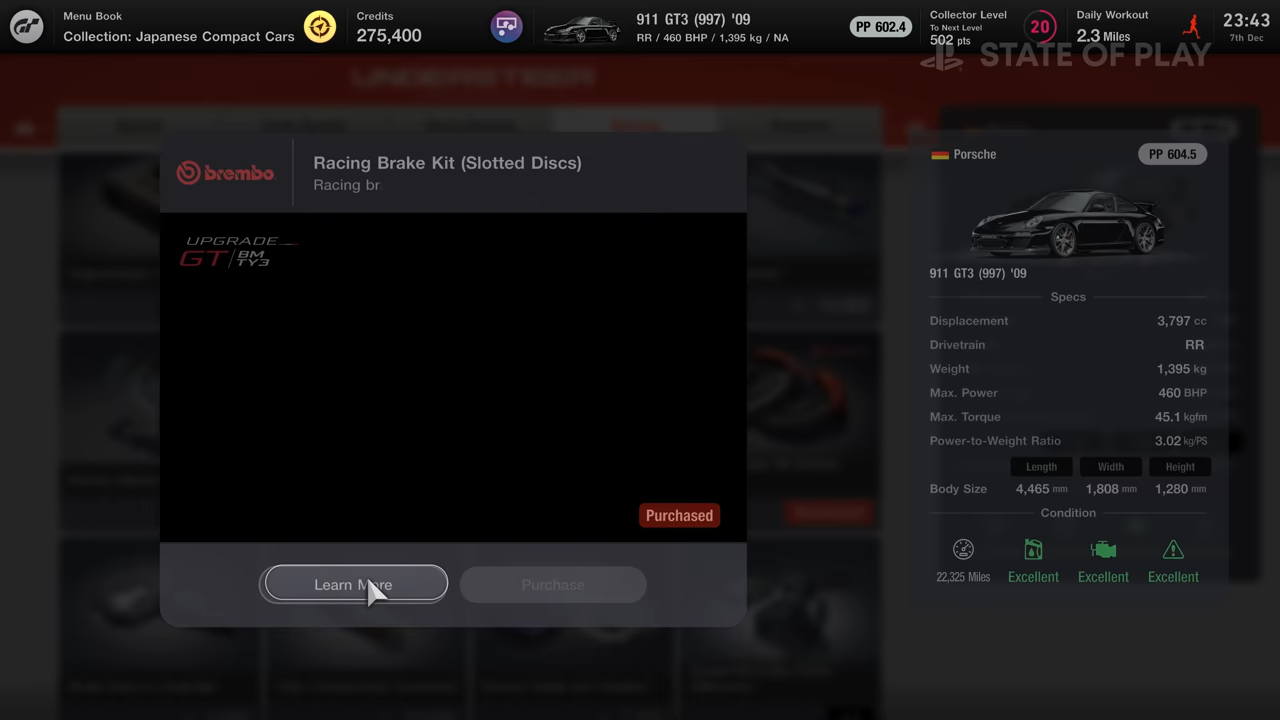 Menu Book
Collection: Japanese Compact Cars
Credits
275,400
911 GT3 (997) '09
RR / 460 BHP / 1,395 kg / NA
PP 602.4
Collector Level
To Next Level
502 pts
20
Daily Workout
2.3 Miles
23:43
7th Dec
STATE OF PLAY
brembo
Racing Brake Kit (Slotted Discs)
Racing br
UPGRADE
GT/BM
TY3
Purchased
Learn More
Purchase
Porsche
PP 604.5
911 GT3 (997) '09
Specs
Displacement 3,797 cc
Drivetrain RR
Weight 1,395 kg
Max. Power 460 BHP
Max. Torque 45.1 kgfm
Power-to-Weight Ratio 3.02 kg/PS
Length Width Height
Body Size 4,465 mm 1,808 mm 1,280 mm
Condition
22,325 Miles Excellent Excellent Excellent